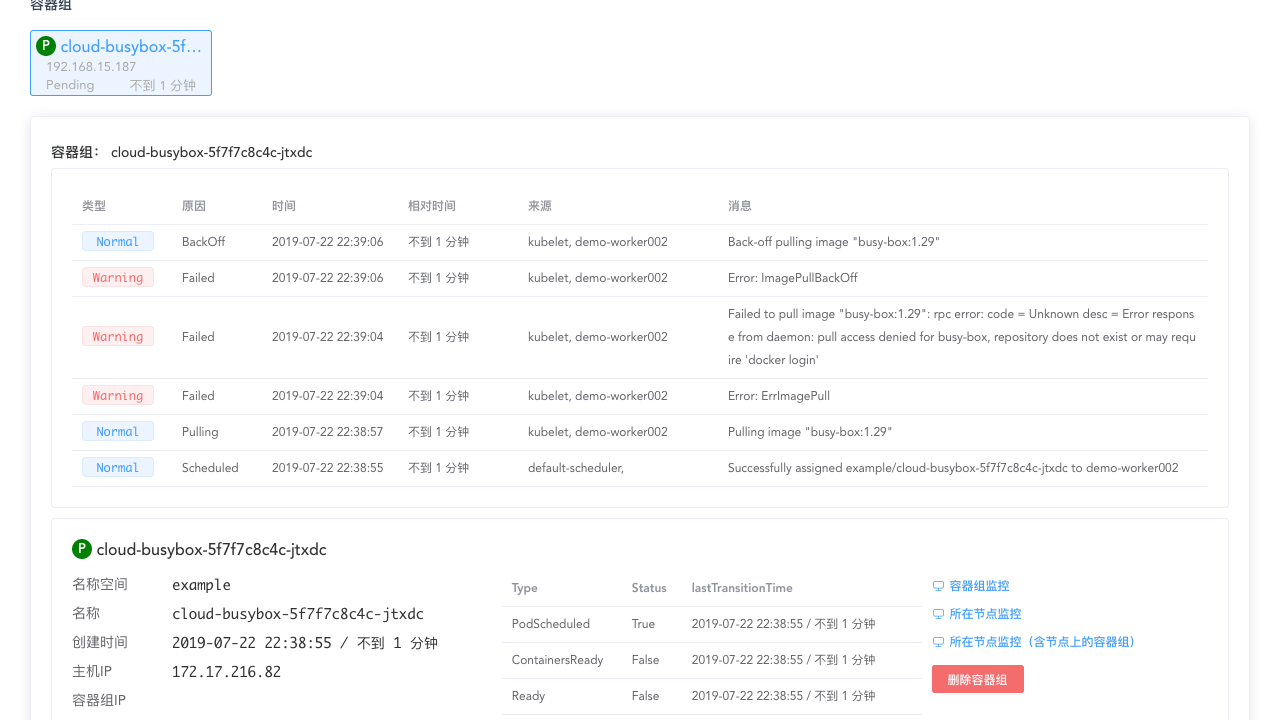 容器组
P cloud-busybox-5f...
192.168.15.187
Pending 不到 1 分钟
容器组： cloud-busybox-5f7f7c8c4c-jtxdc
类型 原因 时间 相对时间 来源 消息
Normal BackOff 2019-07-22 22:39:06 不到 1 分钟 kubelet, demo-worker002 Back-off pulling image "busy-box:1.29"
Warning Failed 2019-07-22 22:39:06 不到 1 分钟 kubelet, demo-worker002 Error: ImagePullBackOff
Warning Failed 2019-07-22 22:39:04 不到 1 分钟 kubelet, demo-worker002 Failed to pull image "busy-box:1.29": rpc error: code = Unknown desc = Error respons
e from daemon: pull access denied for busy-box, repository does not exist or may requ
ire 'docker login'
Warning Failed 2019-07-22 22:39:04 不到 1 分钟 kubelet, demo-worker002 Error: ErrImagePull
Normal Pulling 2019-07-22 22:38:57 不到 1 分钟 kubelet, demo-worker002 Pulling image "busy-box:1.29"
Normal Scheduled 2019-07-22 22:38:55 不到 1 分钟 default-scheduler, Successfully assigned example/cloud-busybox-5f7f7c8c4c-jtxdc to demo-worker002
P cloud-busybox-5f7f7c8c4c-jtxdc
名称空间 example
名称 cloud-busybox-5f7f7c8c4c-jtxdc
创建时间 2019-07-22 22:38:55 / 不到 1 分钟
主机IP 172.17.216.82
容器组IP
Type Status lastTransitionTime
PodScheduled True 2019-07-22 22:38:55 / 不到 1 分钟
ContainersReady False 2019-07-22 22:38:55 / 不到 1 分钟
Ready False 2019-07-22 22:38:55 / 不到 1 分钟
容器组监控
所在节点监控
所在节点监控（含节点上的容器组）
删除容器组